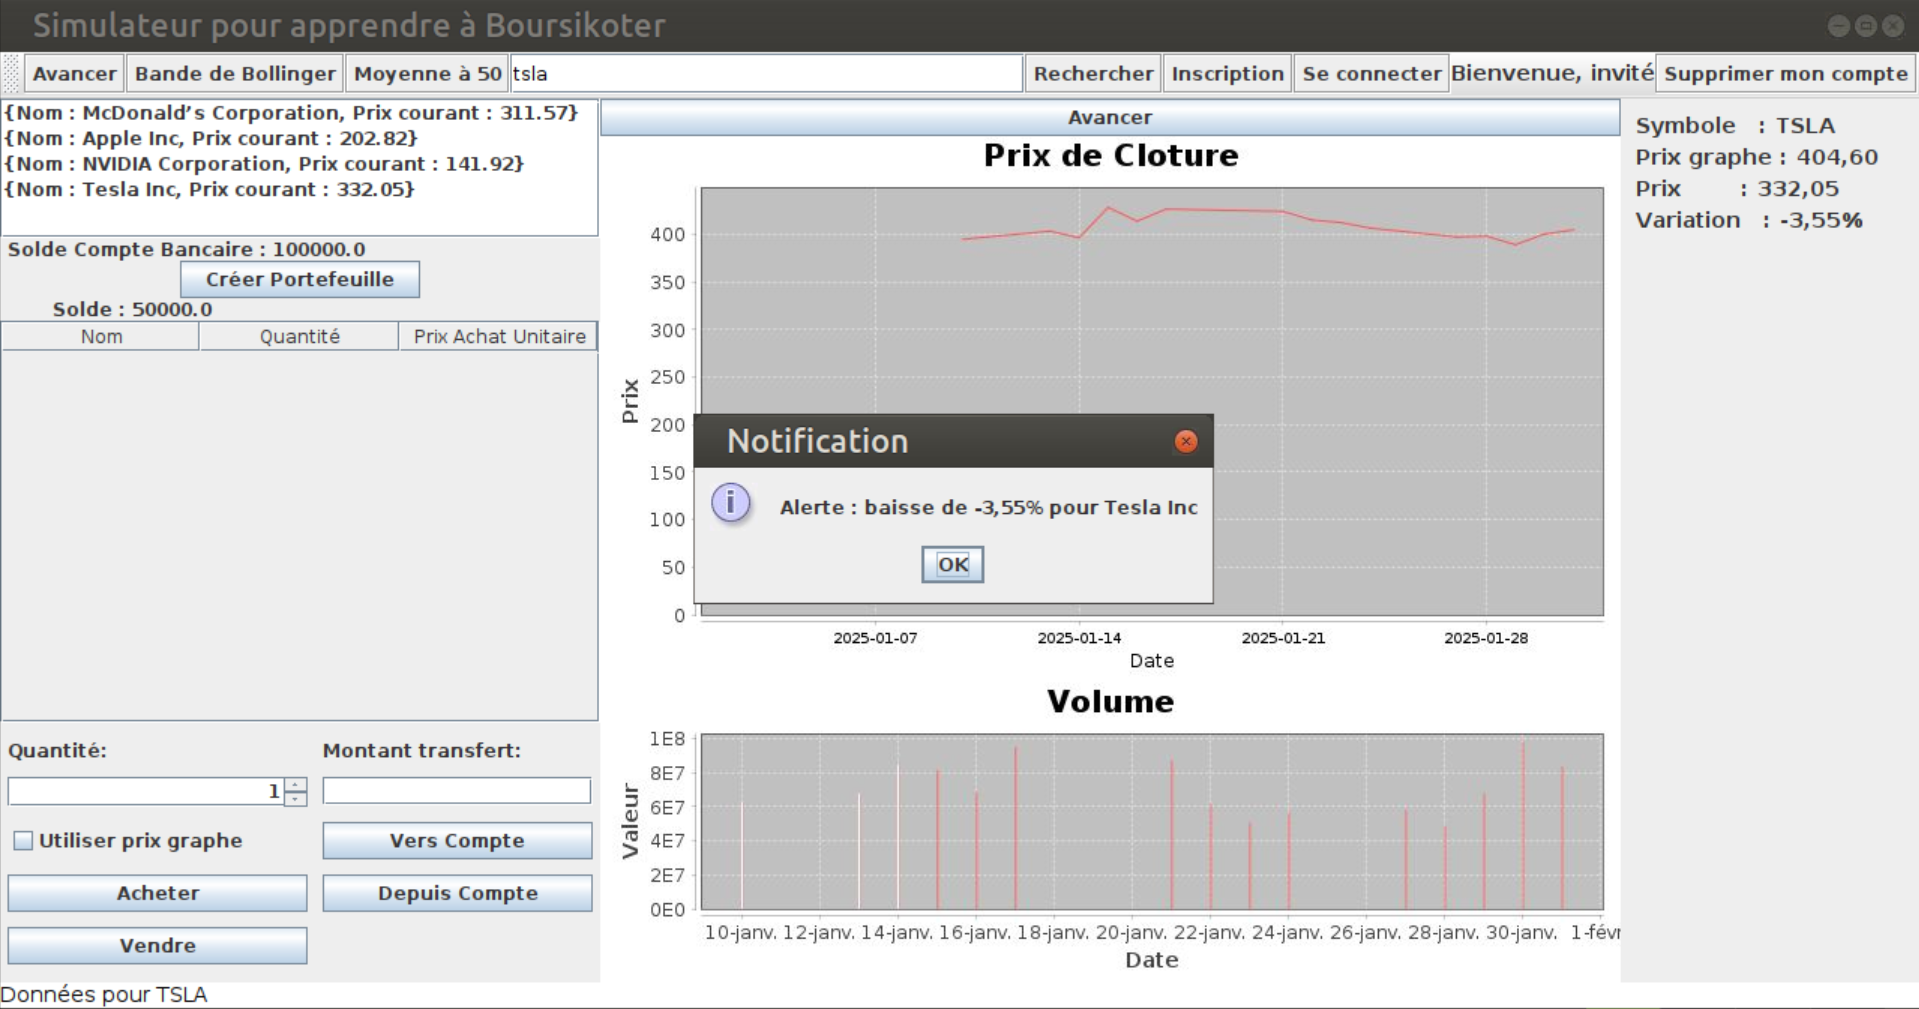 Simulateur pour apprendre à Boursikoter
Avancer Bande de Bollinger Moyenne à 50 tsla Rechercher Inscription Se connecter Bienvenue, invité Supprimer mon compte
{Nom : McDonald's Corporation, Prix courant : 311.57}
{Nom : Apple Inc, Prix courant : 202.82}
{Nom : NVIDIA Corporation, Prix courant : 141.92}
{Nom : Tesla Inc, Prix courant : 332.05}
Solde Compte Bancaire : 100000.0
Créer Portefeuille
Solde : 50000.0
Nom Quantité Prix Achat Unitaire
Quantité: Montant transfert:
1
Utiliser prix graphe Vers Compte
Acheter Depuis Compte
Vendre
Données pour TSLA
Avancer
Prix de Cloture
Prix
400
350
300
250
200
150
100
50
0
2025-01-07 2025-01-14 2025-01-21 2025-01-28
Date
Notification
i
Alerte : baisse de -3,55% pour Tesla Inc
OK
Volume
Valeur
1E8
8E7
6E7
4E7
2E7
0E0
10-janv. 12-janv. 14-janv. 16-janv. 18-janv. 20-janv. 22-janv. 24-janv. 26-janv. 28-janv. 30-janv. 1-févr
Date
Symbole : TSLA
Prix graphe : 404,60
Prix : 332,05
Variation : -3,55%